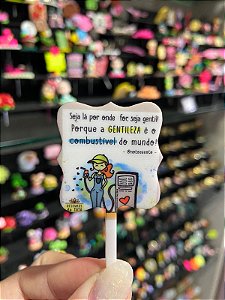 Seja lá por onde for, seja gentil!
Porque a GENTILEZA é o
combustível do mundo!